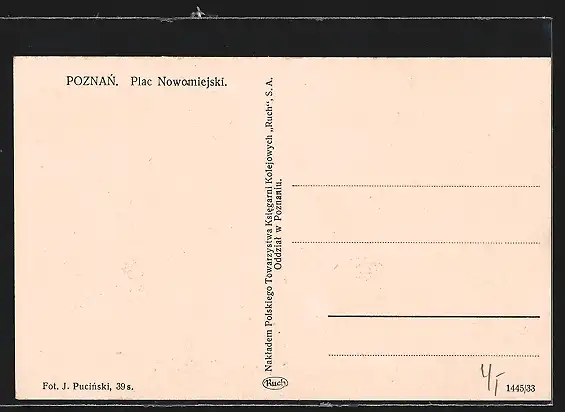 POZNAŃ. Plac Nowomiejski.
Nakładem Polskiego Towarzystwa Księgarni Kolejowych „Ruch“, S. A.
Oddział w Poznaniu.
Ruch
Fot. J. Puciński, 39 s.
1445/33